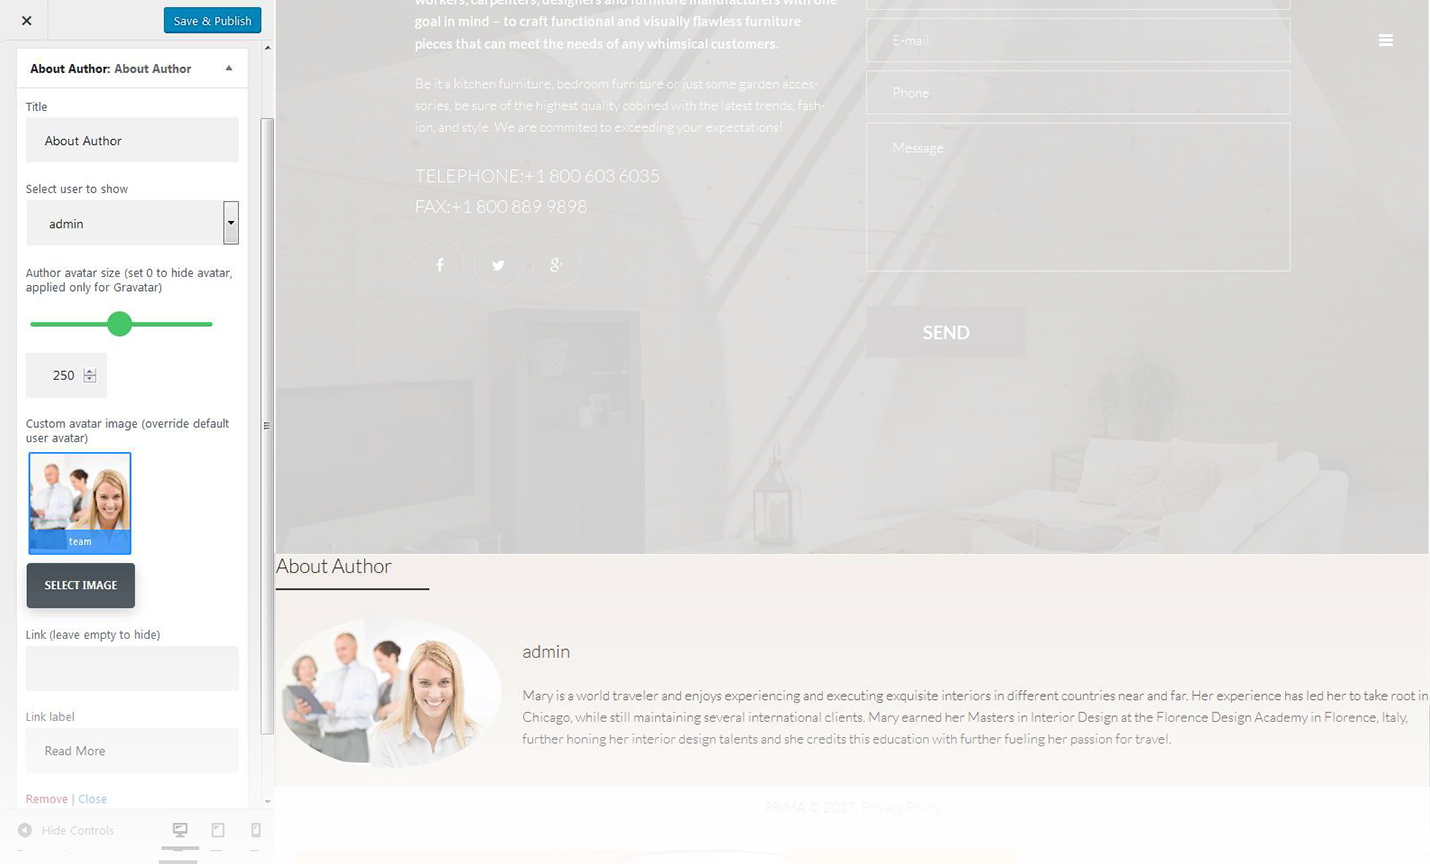 Save & Publish
About Author: About Author
Title
About Author
Select user to show
admin
Author avatar size (set 0 to hide avatar,
applied only for Gravatar)
250
Custom avatar image (override default
user avatar)
team
SELECT IMAGE
Link (leave empty to hide)
Link label
Read More
Remove | Close
Hide Controls
workers, carpenters, designers and furniture manufacturers with one
goal in mind – to craft functional and visually flawless furniture
pieces that can meet the needs of any whimsical customers.
Be it a kitchen furniture, bedroom furniture or just some garden acces-
sories, be sure of the highest quality cobined with the latest trends, fash-
ion, and style. We are commited to exceeding your expectations!
TELEPHONE:+1 800 603 6035
FAX:+1 800 889 9898
E-mail
Phone
Message
SEND
About Author
admin
Mary is a world traveler and enjoys experiencing and executing exquisite interiors in different countries near and far. Her experience has led her to take root in
Chicago, while still maintaining several international clients. Mary earned her Masters in Interior Design at the Florence Design Academy in Florence, Italy,
further honing her interior design talents and she credits this education with further fueling her passion for travel.
PRIMA © 2017. Privacy Policy